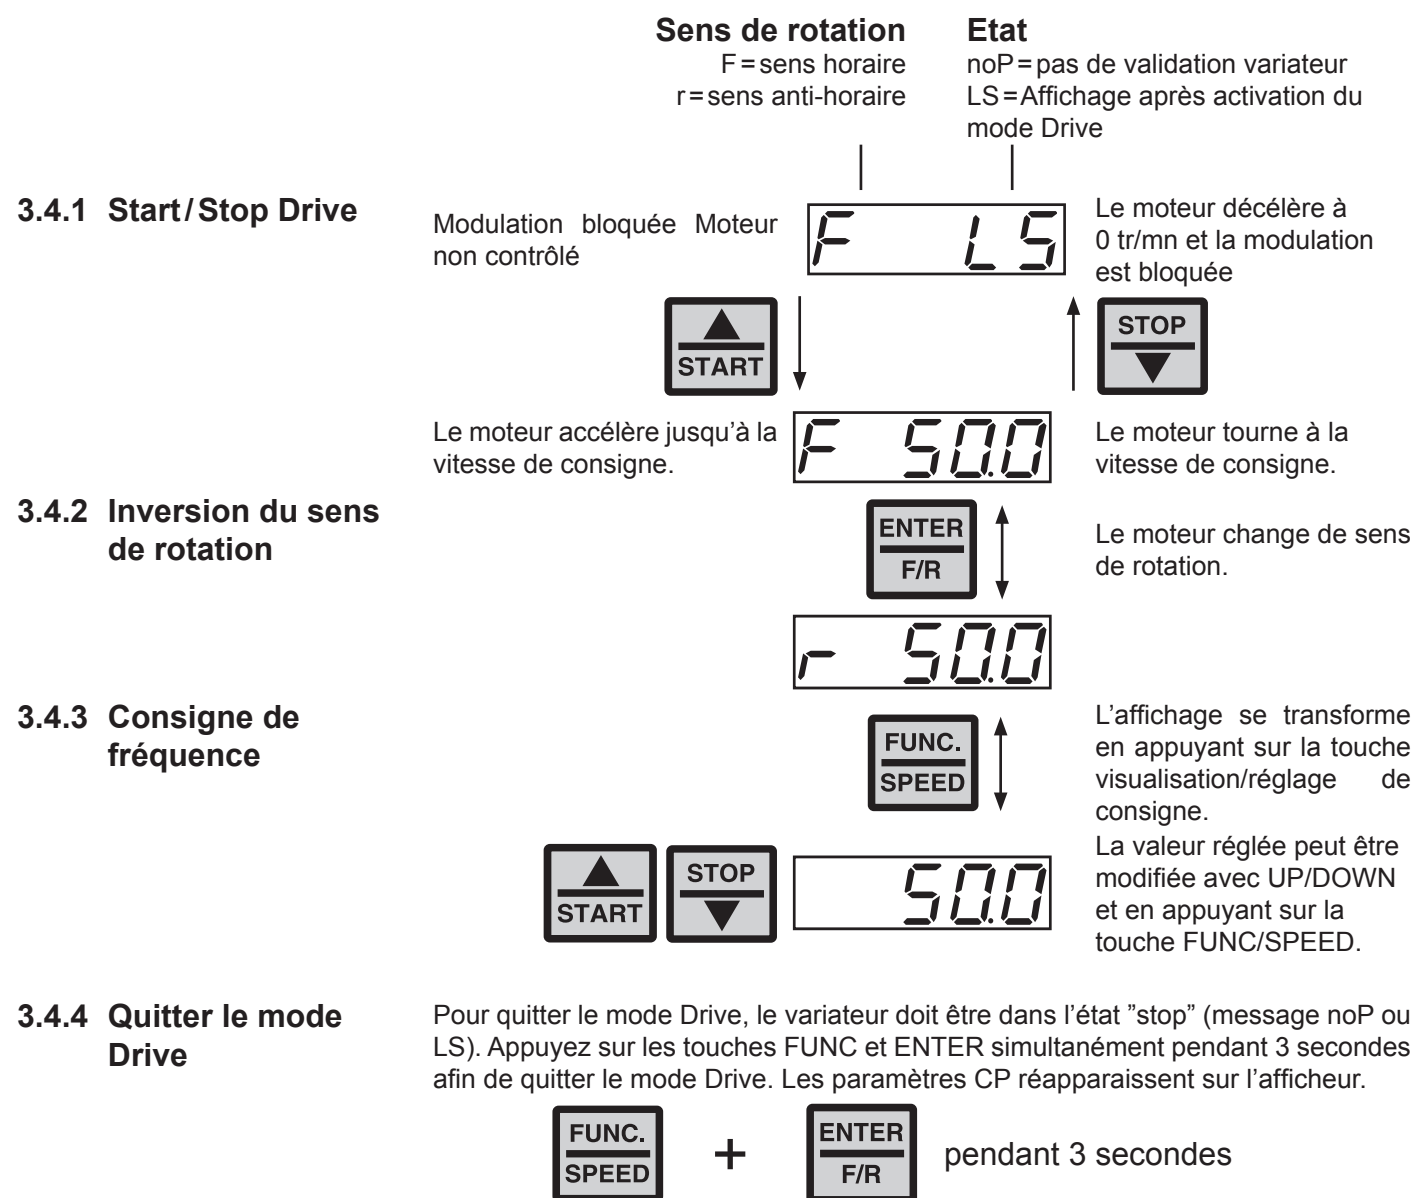 Sens de rotation
F = sens horaire
r = sens anti-horaire
Etat
noP = pas de validation variateur
LS = Affichage après activation du
mode Drive
3.4.1 Start / Stop Drive
Modulation bloquée Moteur
non contrôlé
F LS
Le moteur décélère à
0 tr/mn et la modulation
est bloquée
START
STOP
Le moteur accélère jusqu’à la
vitesse de consigne.
F 50.0
Le moteur tourne à la
vitesse de consigne.
3.4.2 Inversion du sens
de rotation
ENTER
F/R
Le moteur change de sens
de rotation.
r 50.0
3.4.3 Consigne de
fréquence
FUNC.
SPEED
L’affichage se transforme
en appuyant sur la touche
visualisation/réglage de
consigne.
START
STOP
50.0
La valeur réglée peut être
modifiée avec UP/DOWN
et en appuyant sur la
touche FUNC/SPEED.
3.4.4 Quitter le mode
Drive
Pour quitter le mode Drive, le variateur doit être dans l’état ”stop” (message noP ou
LS). Appuyez sur les touches FUNC et ENTER simultanément pendant 3 secondes
afin de quitter le mode Drive. Les paramètres CP réapparaissent sur l’afficheur.
FUNC.
SPEED
+
ENTER
F/R
pendant 3 secondes